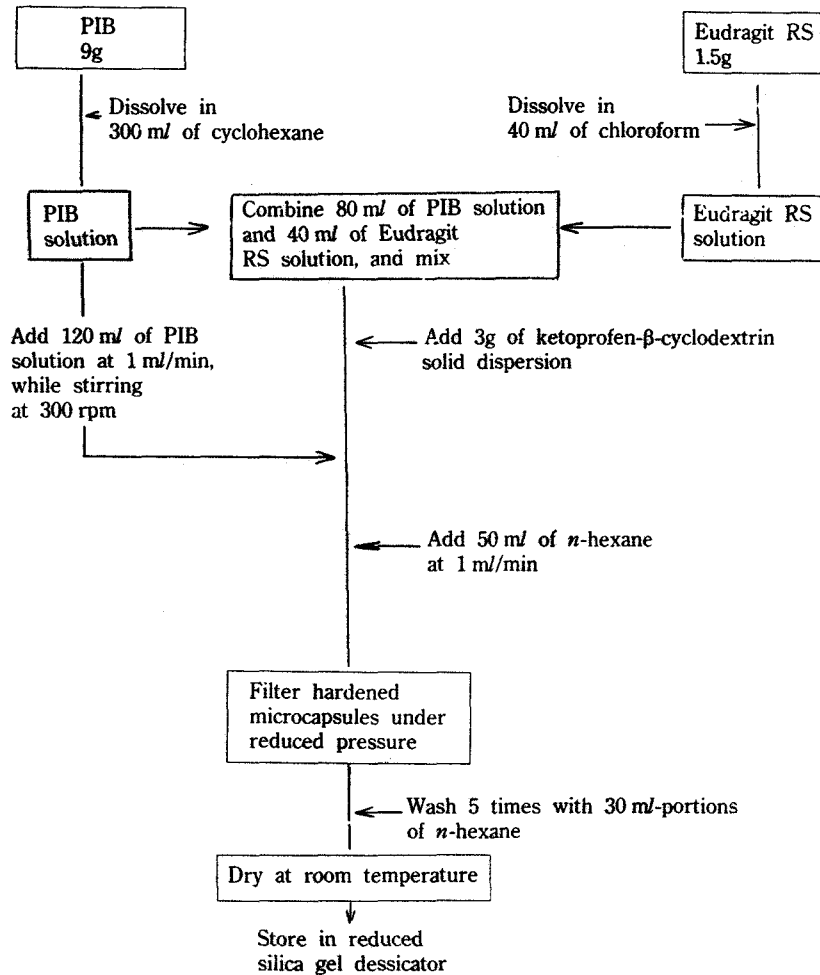 PIB
9g
Eudragit RS
1.5g
Dissolve in
300 ml of cyclohexane
Dissolve in
40 ml of chloroform
PIB
solution
Combine 80 ml of PIB solution
and 40 ml of Eudragit
RS solution, and mix
Eudragit RS
solution
Add 120 ml of PIB
solution at 1 ml/min,
while stirring
at 300 rpm
Add 3g of ketoprofen-β-cyclodextrin
solid dispersion
Add 50 ml of n-hexane
at 1 ml/min
Filter hardened
microcapsules under
reduced pressure
Wash 5 times with 30 ml-portions
of n-hexane
Dry at room temperature
Store in reduced
silica gel dessicator